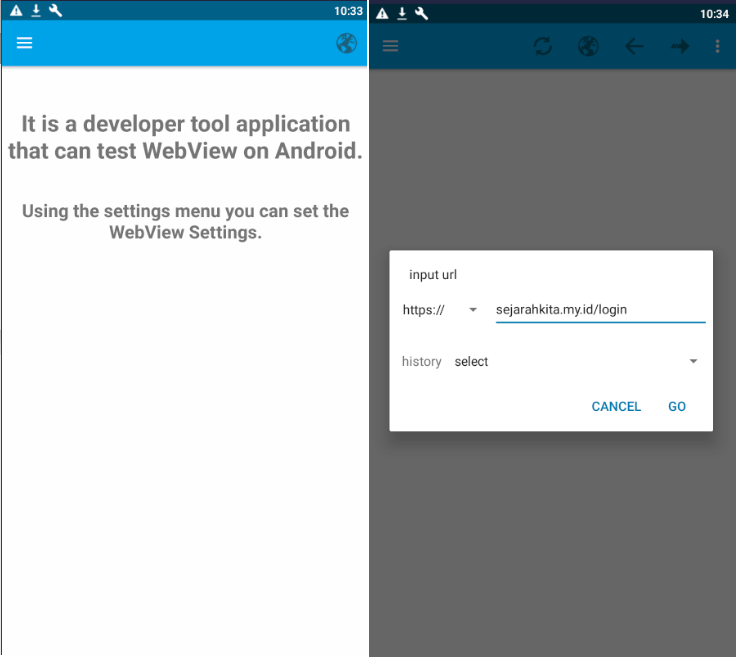 10:33
It is a developer tool application
that can test WebView on Android.
Using the settings menu you can set the
WebView Settings.
10:34
input url
https:// sejarahkita.my.id/login
history select
CANCEL GO